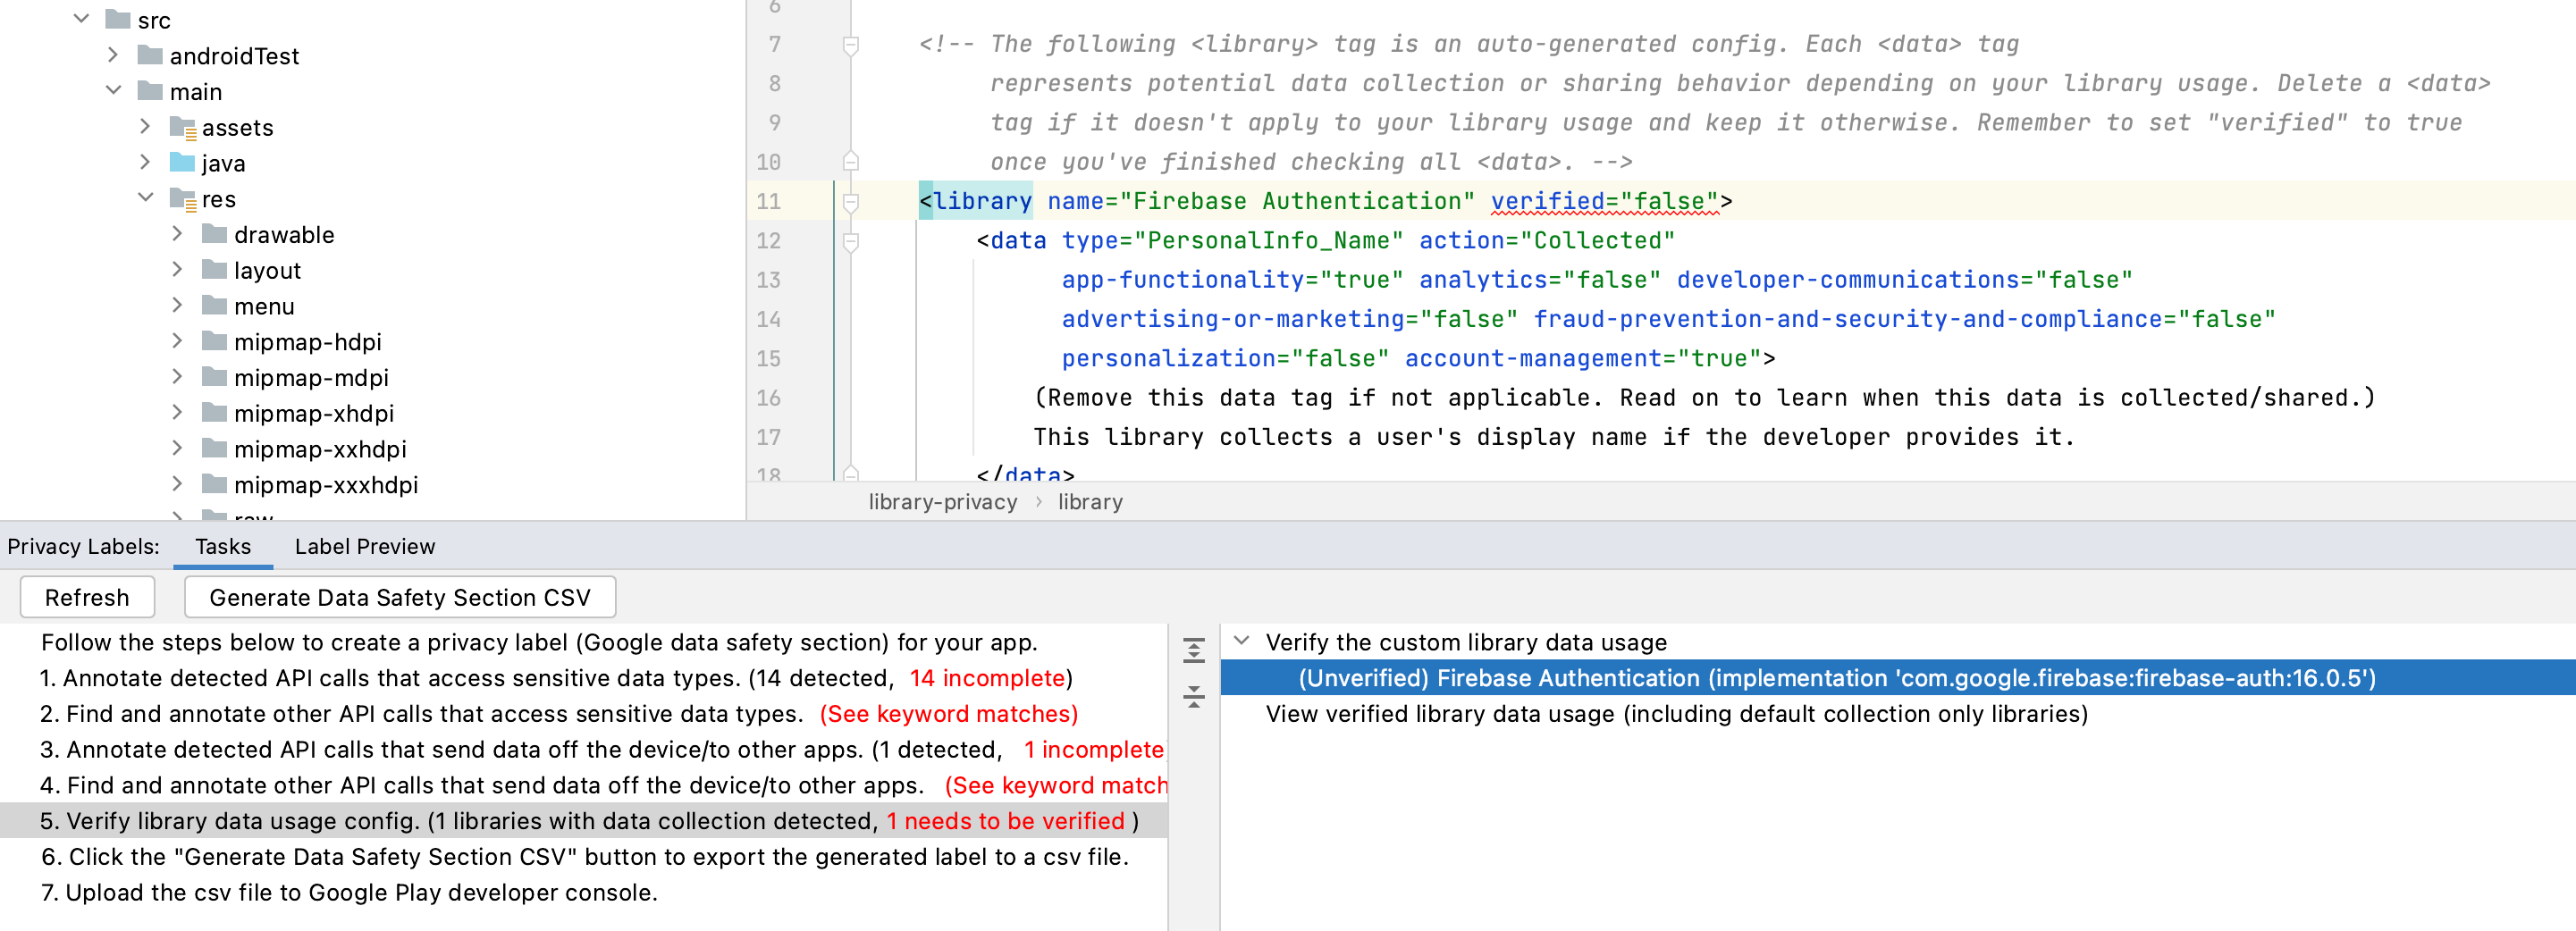 src
androidTest
main
assets
java
res
drawable
layout
menu
mipmap-hdpi
mipmap-mdpi
mipmap-xhdpi
mipmap-xxhdpi
mipmap-xxxhdpi
raw
6
7 <!-- The following <library> tag is an auto-generated config. Each <data> tag
8 represents potential data collection or sharing behavior depending on your library usage. Delete a <data>
9 tag if it doesn't apply to your library usage and keep it otherwise. Remember to set "verified" to true
10 once you've finished checking all <data>. -->
11 <library name="Firebase Authentication" verified="false">
12 <data type="PersonalInfo_Name" action="Collected"
13 app-functionality="true" analytics="false" developer-communications="false"
14 advertising-or-marketing="false" fraud-prevention-and-security-and-compliance="false"
15 personalization="false" account-management="true">
16 (Remove this data tag if not applicable. Read on to learn when this data is collected/shared.)
17 This library collects a user's display name if the developer provides it.
18 </data>
library-privacy › library
Privacy Labels: Tasks Label Preview
Refresh Generate Data Safety Section CSV
Follow the steps below to create a privacy label (Google data safety section) for your app.
1. Annotate detected API calls that access sensitive data types. (14 detected, 14 incomplete)
2. Find and annotate other API calls that access sensitive data types. (See keyword matches)
3. Annotate detected API calls that send data off the device/to other apps. (1 detected, 1 incomplete
4. Find and annotate other API calls that send data off the device/to other apps. (See keyword match
5. Verify library data usage config. (1 libraries with data collection detected, 1 needs to be verified )
6. Click the "Generate Data Safety Section CSV" button to export the generated label to a csv file.
7. Upload the csv file to Google Play developer console.
Verify the custom library data usage
(Unverified) Firebase Authentication (implementation 'com.google.firebase:firebase-auth:16.0.5')
View verified library data usage (including default collection only libraries)